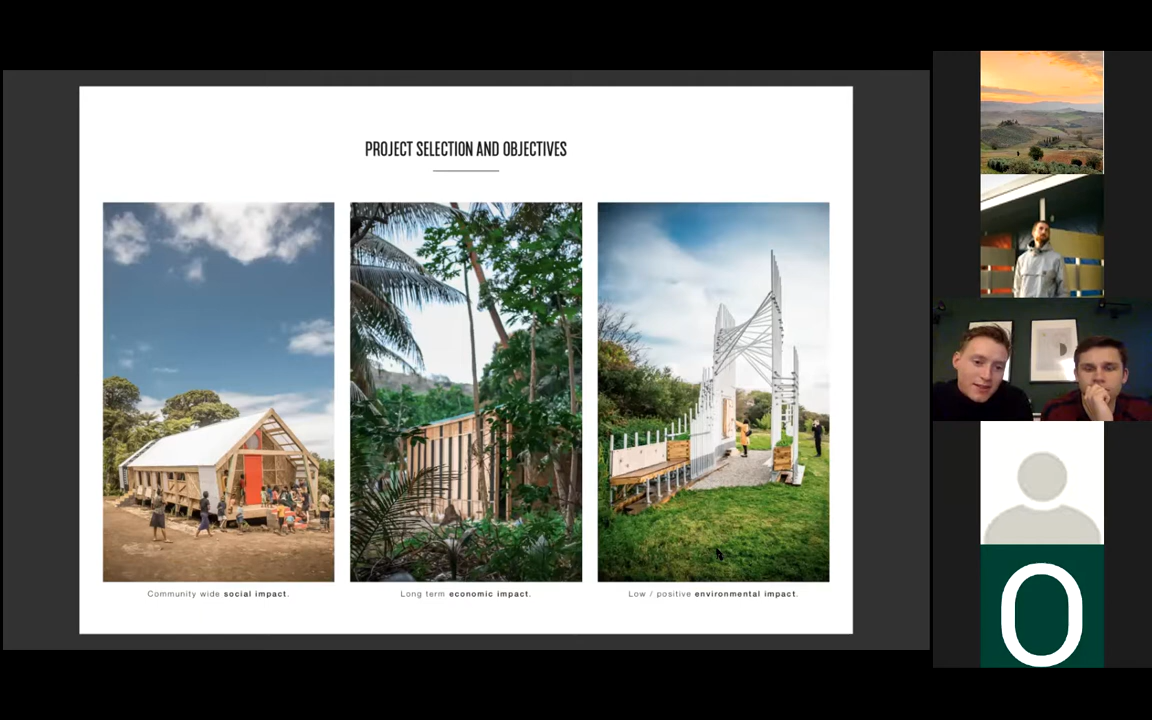 PROJECT SELECTION AND OBJECTIVES
Community wide social impact.
Long term economic impact.
Low / positive environmental impact.
O